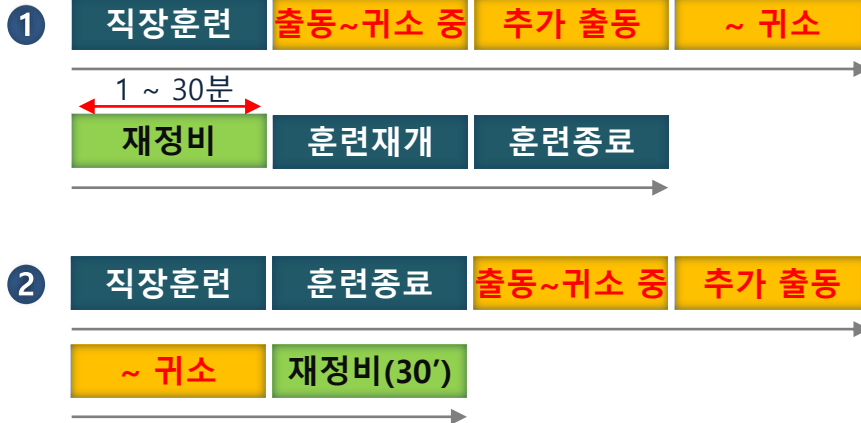 1 직장훈련 출동~귀소 중 추가 출동 ~ 귀소
1 ~ 30분
재정비 훈련재개 훈련종료
2 직장훈련 훈련종료 출동~귀소 중 추가 출동
~ 귀소 재정비(30')